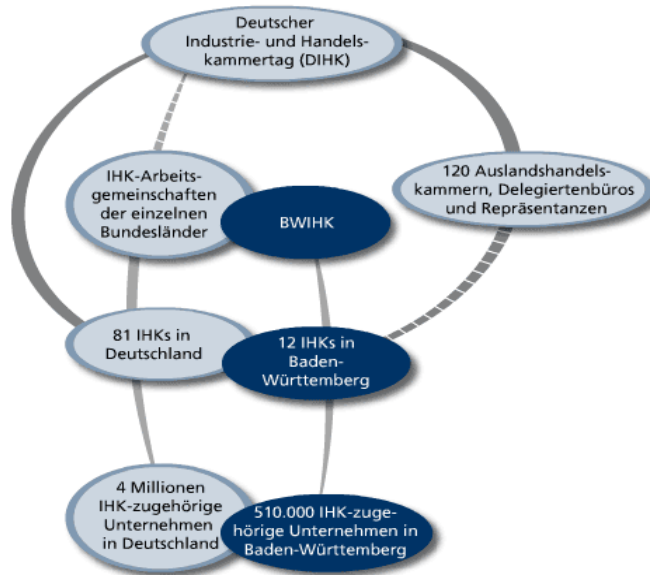 Deutscher
Industrie- und Handels-
kammertag (DIHK)
IHK-Arbeits-
gemeinschaften
der einzelnen
Bundesländer
BWIHK
120 Auslandshandels-
kammern, Delegiertenbüros
und Repräsentanzen
81 IHKs in
Deutschland
12 IHKs in
Baden-
Württemberg
4 Millionen
IHK-zugehörige
Unternehmen
in Deutschland
510.000 IHK-zuge-
hörige Unternehmen in
Baden-Württemberg